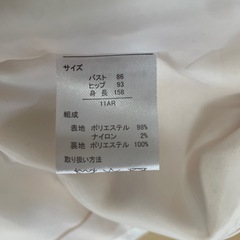 サイズ
バスト 86
ヒップ 93
身長 158
11AR
組成
表地 ポリエステル 98%
ナイロン 2%
裏地 ポリエステル 100%
取り扱い方法